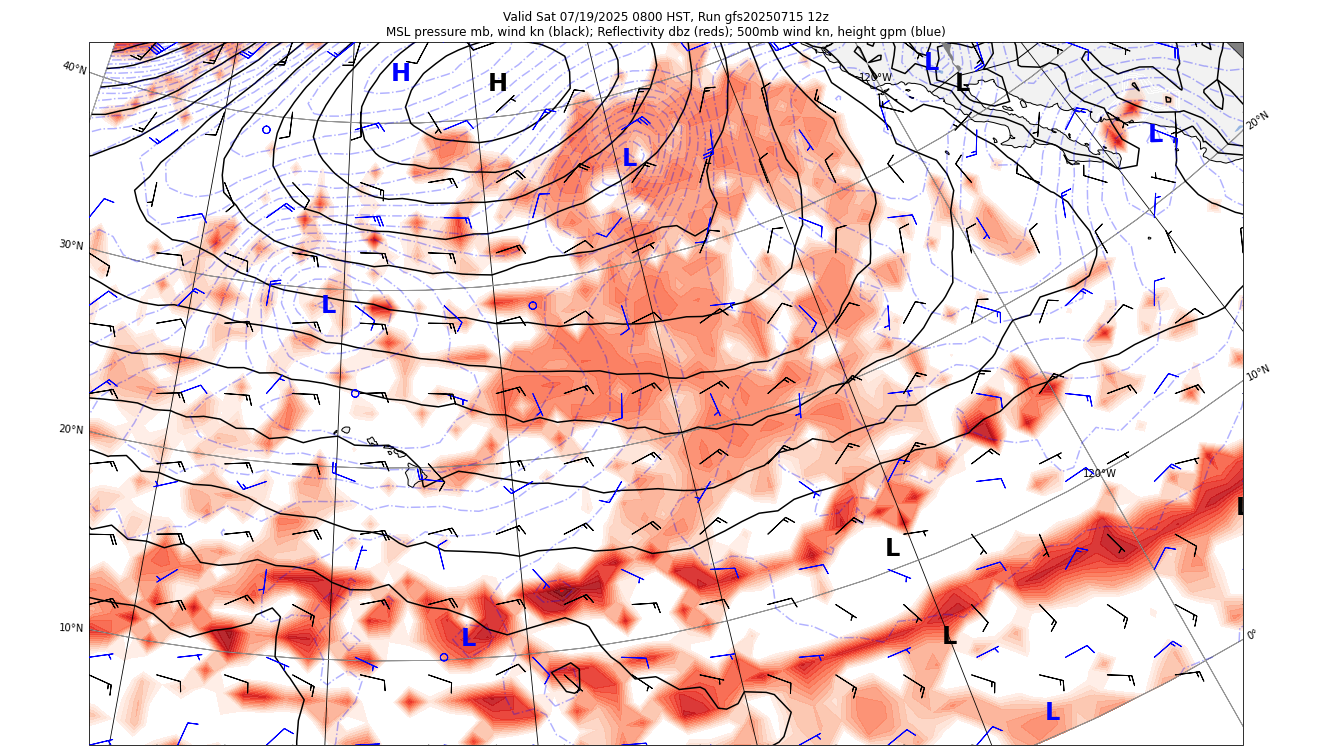 Valid Sat 07/19/2025 0800 HST, Run gfs20250715 12z
MSL pressure mb, wind kn (black); Reflectivity dbz (reds); 500mb wind kn, height gpm (blue)
40°N
H
H
L
120°W
L
20°N
L
L
30°N
L
10°N
20°N
120°W
L
L
10°N
L
L
0°
L